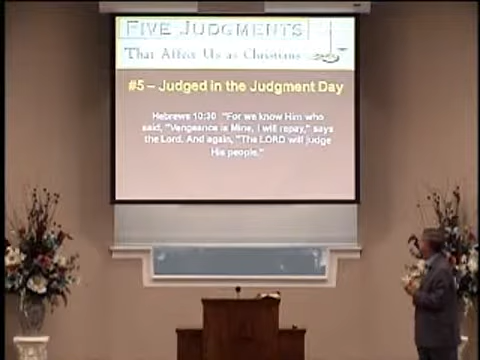 FIVE JUDGMENTS
That Affect Us as Christians
#5 – Judged in the Judgment Day
Hebrews 10:30 "For we know Him who
said, "Vengeance is Mine, I will repay," says
the Lord. And again, "The LORD will judge
His people."